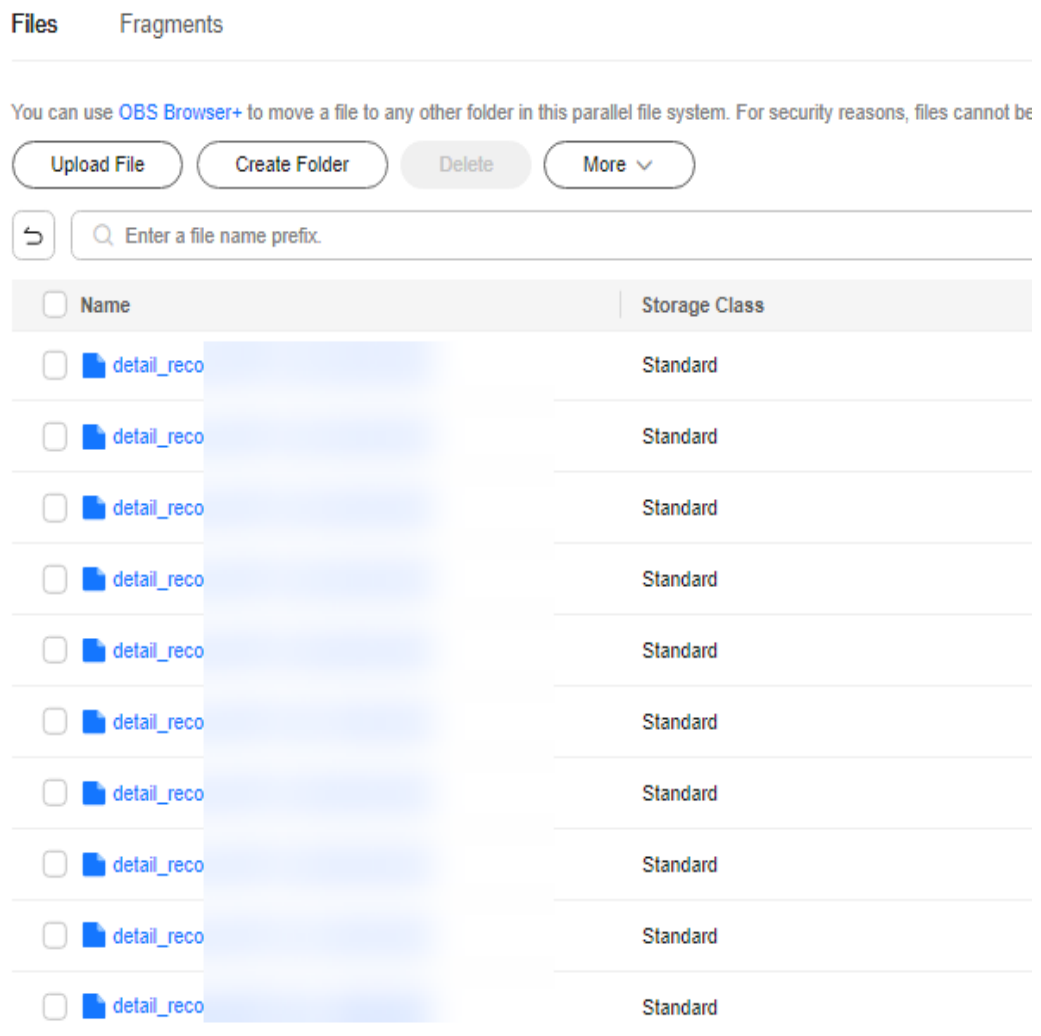 Files Fragments
You can use OBS Browser+ to move a file to any other folder in this parallel file system. For security reasons, files cannot be
Upload File Create Folder Delete More
Enter a file name prefix.
Name Storage Class
detail_reco Standard
detail_reco Standard
detail_reco Standard
detail_reco Standard
detail_reco Standard
detail_reco Standard
detail_reco Standard
detail_reco Standard
detail_reco Standard
detail_reco Standard